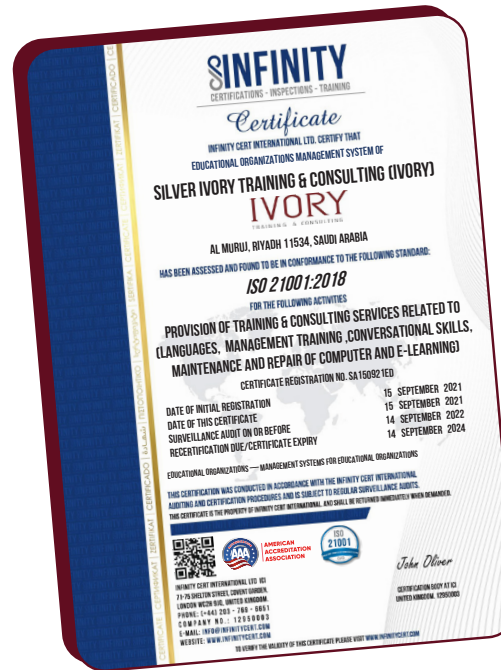 INFINITY
CERTIFICATIONS - INSPECTIONS - TRAINING
Certificate
INFINITY CERT INTERNATIONAL LTD. CERTIFY THAT
EDUCATIONAL ORGANIZATIONS MANAGEMENT SYSTEM OF
SILVER IVORY TRAINING & CONSULTING (IVORY)
IVORY
TRAINING & CONSULTING
AL MURUJ, RIYADH 11534, SAUDI ARABIA
HAS BEEN ASSESSED AND FOUND TO BE IN CONFORMANCE TO THE FOLLOWING STANDARD:
ISO 21001:2018
FOR THE FOLLOWING ACTIVITIES
PROVISION OF TRAINING & CONSULTING SERVICES RELATED TO
(LANGUAGES, MANAGEMENT TRAINING ,CONVERSATIONAL SKILLS,
MAINTENANCE AND REPAIR OF COMPUTER AND E-LEARNING)
CERTIFICATE REGISTRATION NO. SA150921ED
DATE OF INITIAL REGISTRATION 15 SEPTEMBER 2021
DATE OF THIS CERTIFICATE 15 SEPTEMBER 2021
SURVEILLANCE AUDIT ON OR BEFORE 14 SEPTEMBER 2022
RECERTIFICATION DUE/CERTIFICATE EXPIRY 14 SEPTEMBER 2024
EDUCATIONAL ORGANIZATIONS — MANAGEMENT SYSTEMS FOR EDUCATIONAL ORGANIZATIONS
THIS CERTIFICATION WAS CONDUCTED IN ACCORDANCE WITH THE INFINITY CERT INTERNATIONAL
AUDITING AND CERTIFICATION PROCEDURES AND IS SUBJECT TO REGULAR SURVEILLANCE AUDITS.
THIS CERTIFICATE IS THE PROPERTY OF INFINITY CERT INTERNATIONAL, AND SHALL BE RETURNED IMMEDIATELY WHEN DEMANDED.
AAA
AMERICAN
ACCREDITATION
ASSOCIATION
ISO
21001
John Oliver
INFINITY CERT INTERNATIONAL LTD ICI
71-75 SHELTON STREET, COVENT GARDEN,
LONDON WC2H 9JQ, UNITED KINGDOM.
PHONE: (+44) 203 - 769 - 6651
COMPANY NO.: 12950003
E-MAIL: INFO@INFINITYCERT.COM
WEBSITE: WWW.INFINITYCERT.COM
CERTIFICATION BODY AT ICI
UNITED KINGDOM. 12950003
TO VERIFY THE VALIDITY OF THIS CERTIFICATE PLEASE VISIT WWW.INFINITYCERT.COM